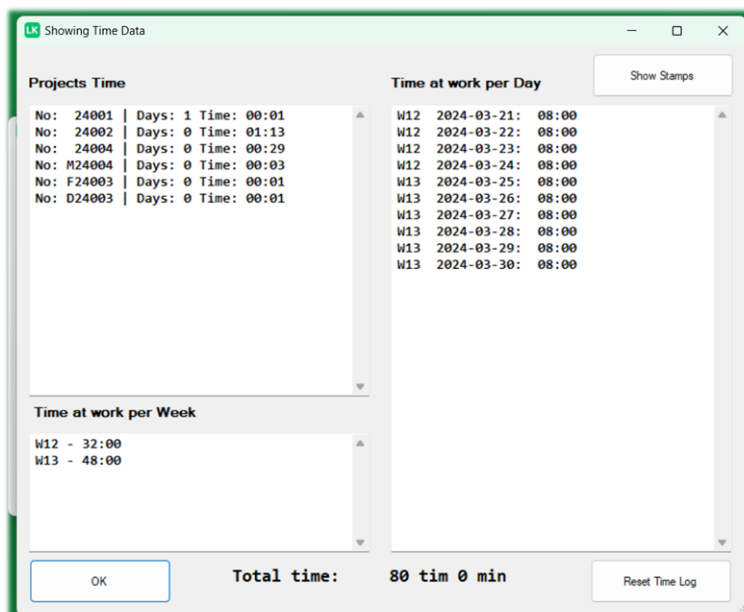 LK Showing Time Data
Projects Time
No:  24001 | Days: 1 Time: 00:01
No:  24002 | Days: 0 Time: 01:13
No:  24004 | Days: 0 Time: 00:29
No: M24004 | Days: 0 Time: 00:03
No: F24003 | Days: 0 Time: 00:01
No: D24003 | Days: 0 Time: 00:01
Time at work per Week
W12 - 32:00
W13 - 48:00
Time at work per Day
Show Stamps
W12  2024-03-21:  08:00
W12  2024-03-22:  08:00
W12  2024-03-23:  08:00
W12  2024-03-24:  08:00
W13  2024-03-25:  08:00
W13  2024-03-26:  08:00
W13  2024-03-27:  08:00
W13  2024-03-28:  08:00
W13  2024-03-29:  08:00
W13  2024-03-30:  08:00
OK
Total time: 80 tim 0 min
Reset Time Log